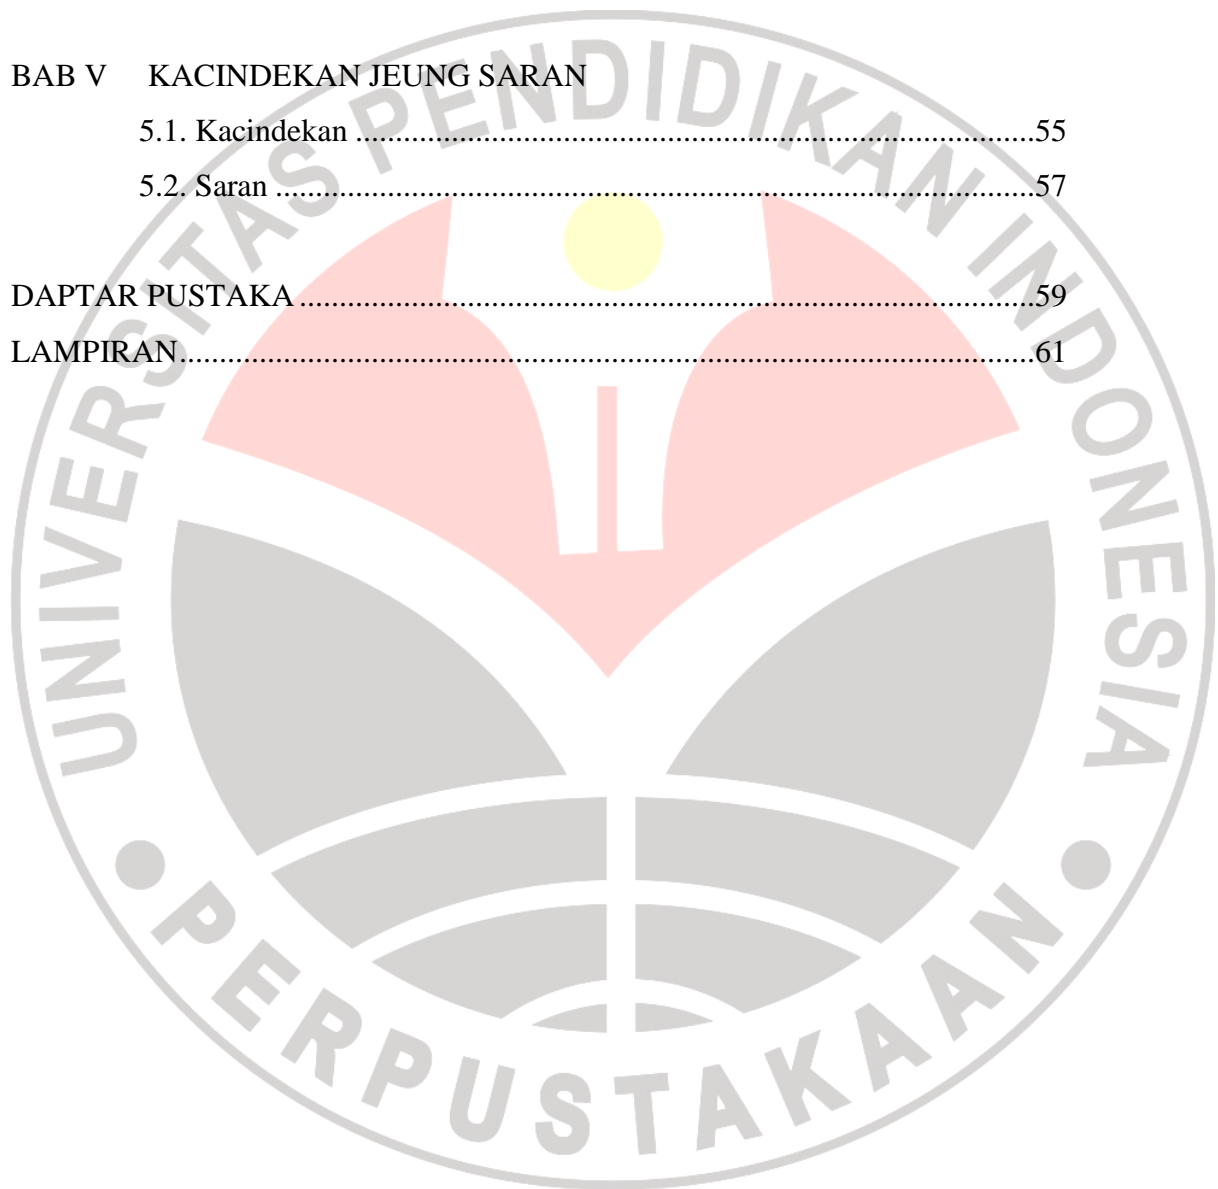 BAB V KACINDEKAN JEUNG SARAN
5.1. Kacindekan ......................................................................................55
5.2. Saran ................................................................................................57
DAPTAR PUSTAKA .............................................................................................59
LAMPIRAN............................................................................................................61
UNIVERSITAS PENDIDIKAN INDONESIA
PERPUSTAKAAN